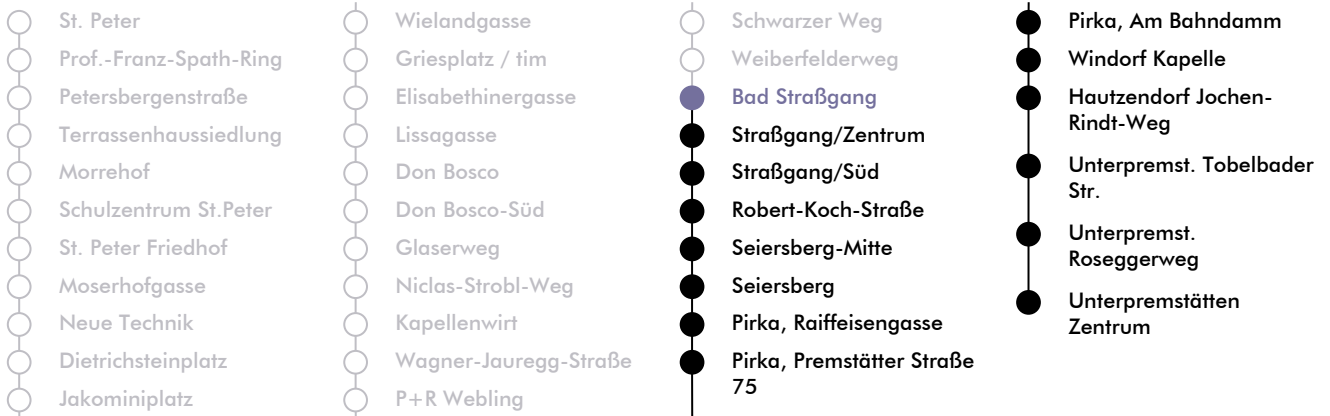 St. Peter
Prof.-Franz-Spath-Ring
Petersbergenstraße
Terrassenhaussiedlung
Morrehof
Schulzentrum St.Peter
St. Peter Friedhof
Moserhofgasse
Neue Technik
Dietrichsteinplatz
Jakominiplatz
Wielandgasse
Griesplatz / tim
Elisabethinergasse
Lissagasse
Don Bosco
Don Bosco-Süd
Glaserweg
Niclas-Strobl-Weg
Kapellenwirt
Wagner-Jauregg-Straße
P+R Webling
Schwarzer Weg
Weiberfelderweg
Bad Straßgang
Straßgang/Zentrum
Straßgang/Süd
Robert-Koch-Straße
Seiersberg-Mitte
Seiersberg
Pirka, Raiffeisengasse
Pirka, Premstätter Straße
75
Pirka, Am Bahndamm
Windorf Kapelle
Hautzendorf Jochen-
Rindt-Weg
Unterpremst. Tobelbader
Str.
Unterpremst.
Roseggerweg
Unterpremstätten
Zentrum